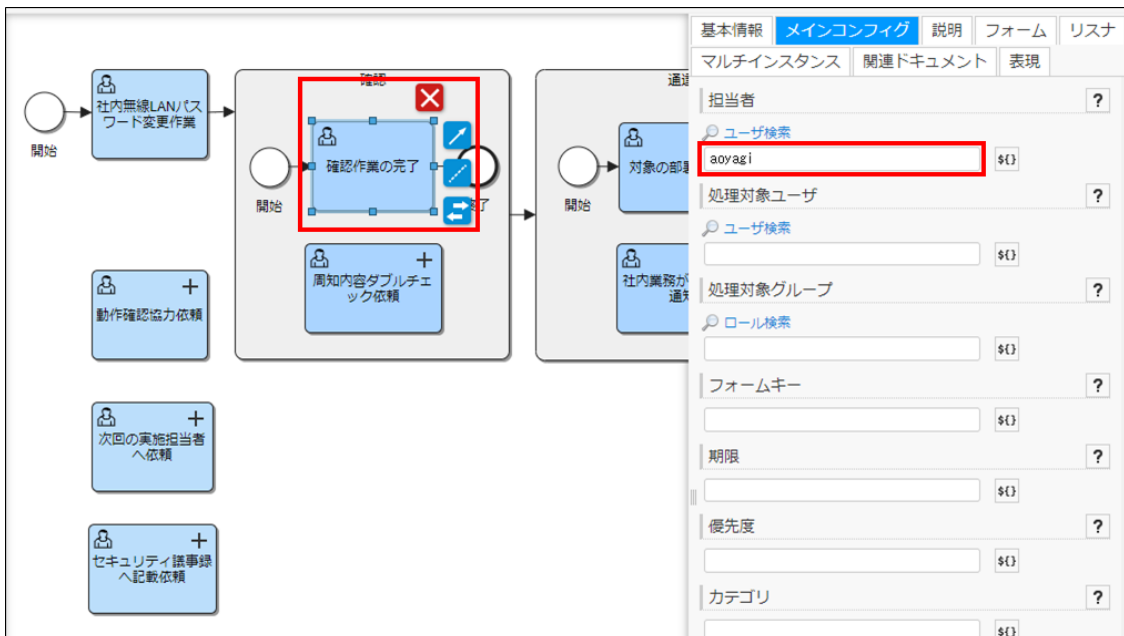 基本情報
メインコンフィグ
説明
フォーム
リスナ
マルチインスタンス
関連ドキュメント
表現
開始
社内無線LANパス
ワード変更作業
動作確認協力依頼
次回の実施担当者
へ依頼
セキュリティ議事録
へ記載依頼
確認
開始
確認作業の完了
周知内容ダブルチェ
ック依頼
開始
対象の部
社内業務が
担当者
?
ユーザ検索
aoyagi
${}
処理対象ユーザ
?
ユーザ検索
${}
処理対象グループ
?
ロール検索
${}
フォームキー
?
${}
期限
?
${}
優先度
?
${}
カテゴリ
?
${}